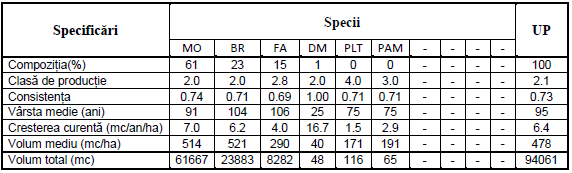 Specificări Specii UP
MO BR FA DM PLT PAM - - - -
Compoziția(%) 61 23 15 1 0 0 - - - - 100
Clasă de producție 2.0 2.0 2.8 2.0 4.0 3.0 - - - - 2.1
Consistența 0.74 0.71 0.69 1.00 0.71 0.71 - - - - 0.73
Vârsta medie (ani) 91 104 106 25 75 75 - - - - 95
Cresterea curentă (mc/an/ha) 7.0 6.2 4.0 16.7 1.5 2.9 - - - - 6.4
Volum mediu (mc/ha) 514 521 290 40 171 191 - - - - 478
Volum total (mc) 61667 23883 8282 48 116 65 - - - - 94061